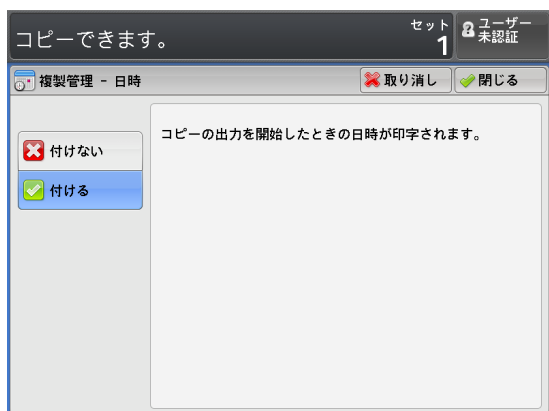 コピーできます。
セット
1
ユーザー
未認証
複製管理 - 日時
取り消し
閉じる
付けない
付ける
コピーの出力を開始したときの日時が印字されます。